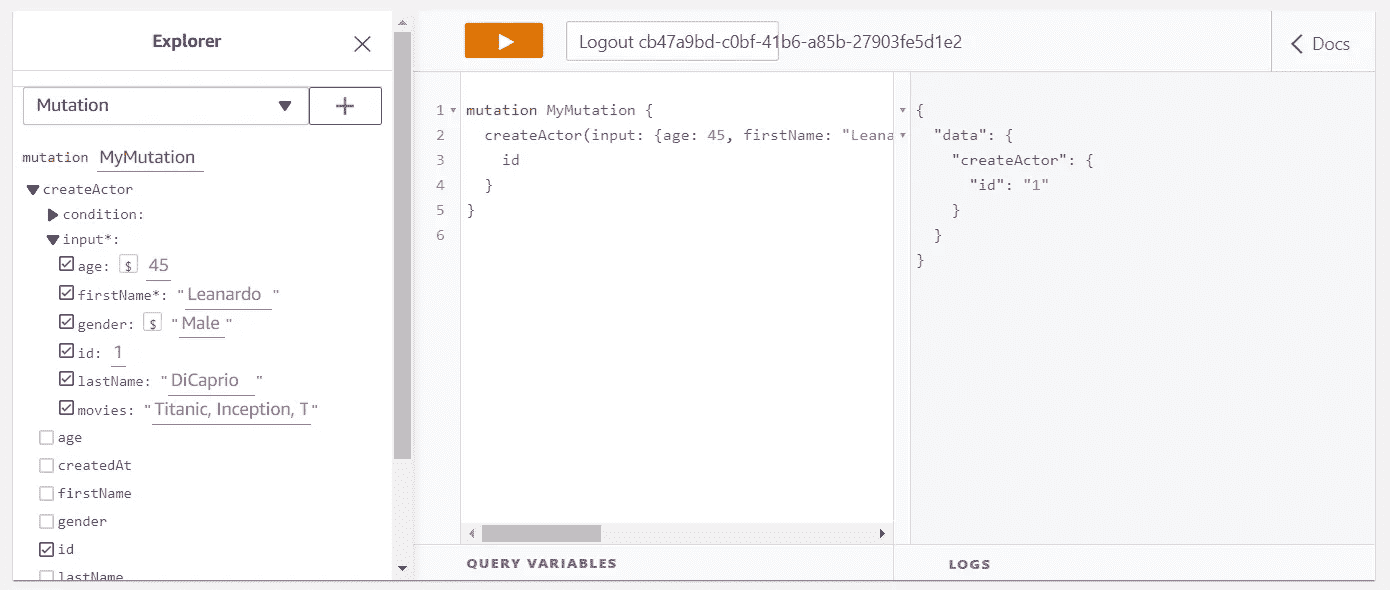 Explorer
Mutation
mutation MyMutation
createActor
condition:
input*:
age: $ 45
firstName*: "Leanardo "
gender: $ "Male "
id: 1
lastName: "DiCaprio "
movies: "Titanic, Inception, T"
age
createdAt
firstName
gender
id
lastName
Logout cb47a9bd-c0bf-41b6-a85b-27903fe5d1e2
Docs
1 mutation MyMutation {
2 createActor(input: {age: 45, firstName: "Leana
3 id
4 }
5 }
6
{
"data": {
"createActor": {
"id": "1"
}
}
}
QUERY VARIABLES
LOGS